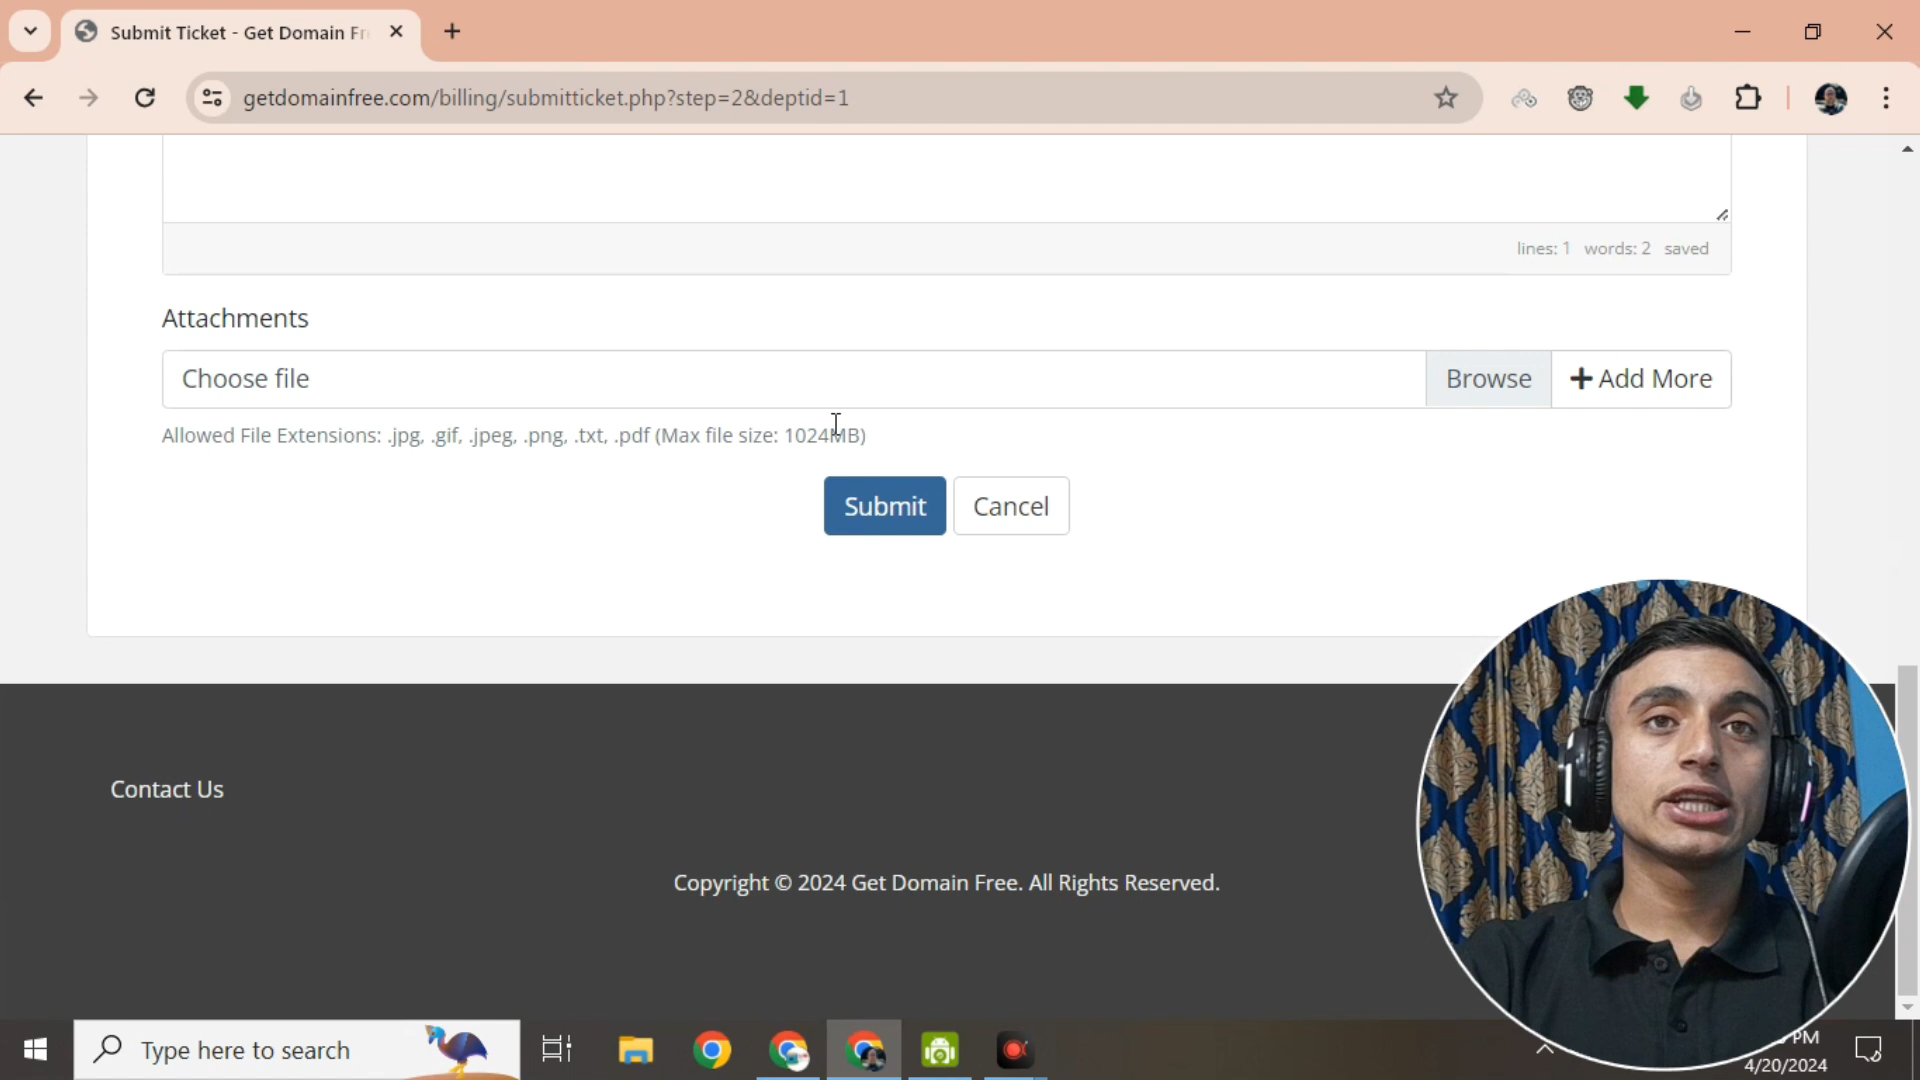 Submit Ticket - Get Domain Fr
getdomainfree.com/billing/submitticket.php?step=2&deptid=1
lines: 1 words: 2 saved
Attachments
Choose file
Browse
Add More
Allowed File Extensions: .jpg, .gif, .jpeg, .png, .txt, .pdf (Max file size: 1024MB)
Submit
Cancel
Contact Us
Copyright © 2024 Get Domain Free. All Rights Reserved.
Type here to search
PM
4/20/2024